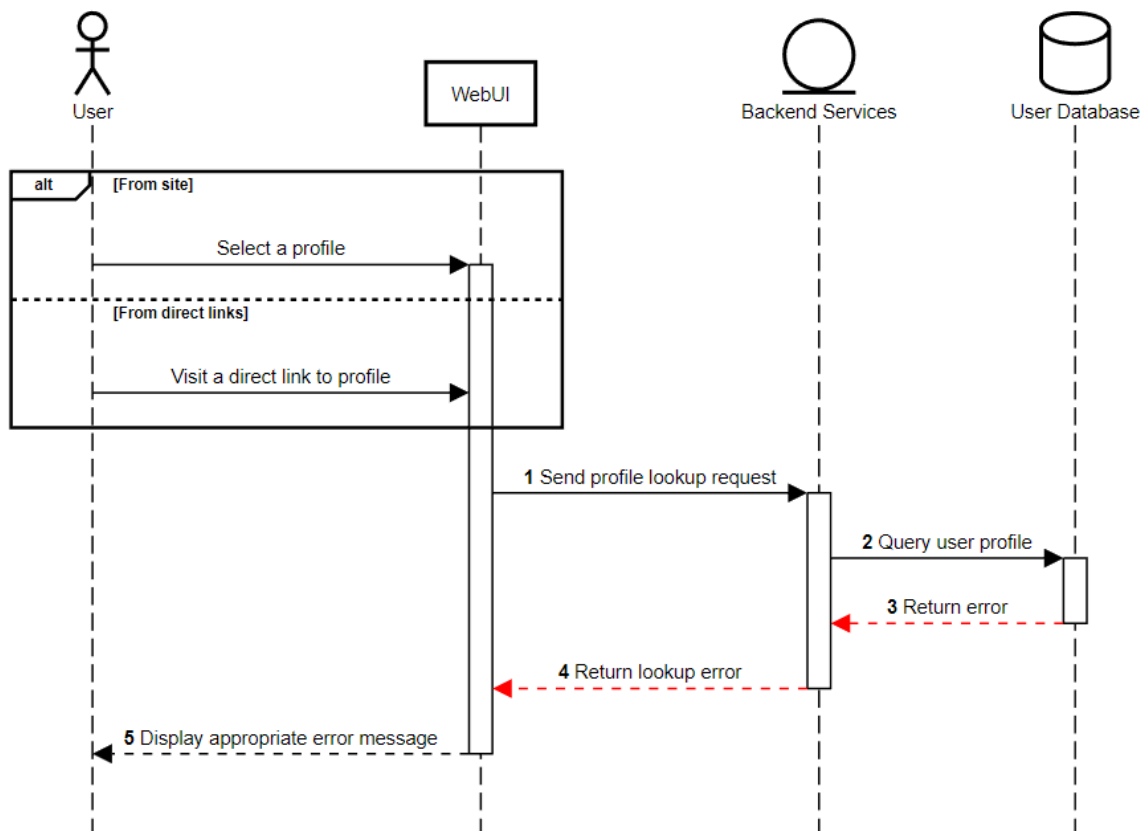 User
WebUI
Backend Services
User Database
alt
[From site]
Select a profile
[From direct links]
Visit a direct link to profile
1 Send profile lookup request
2 Query user profile
3 Return error
4 Return lookup error
5 Display appropriate error message